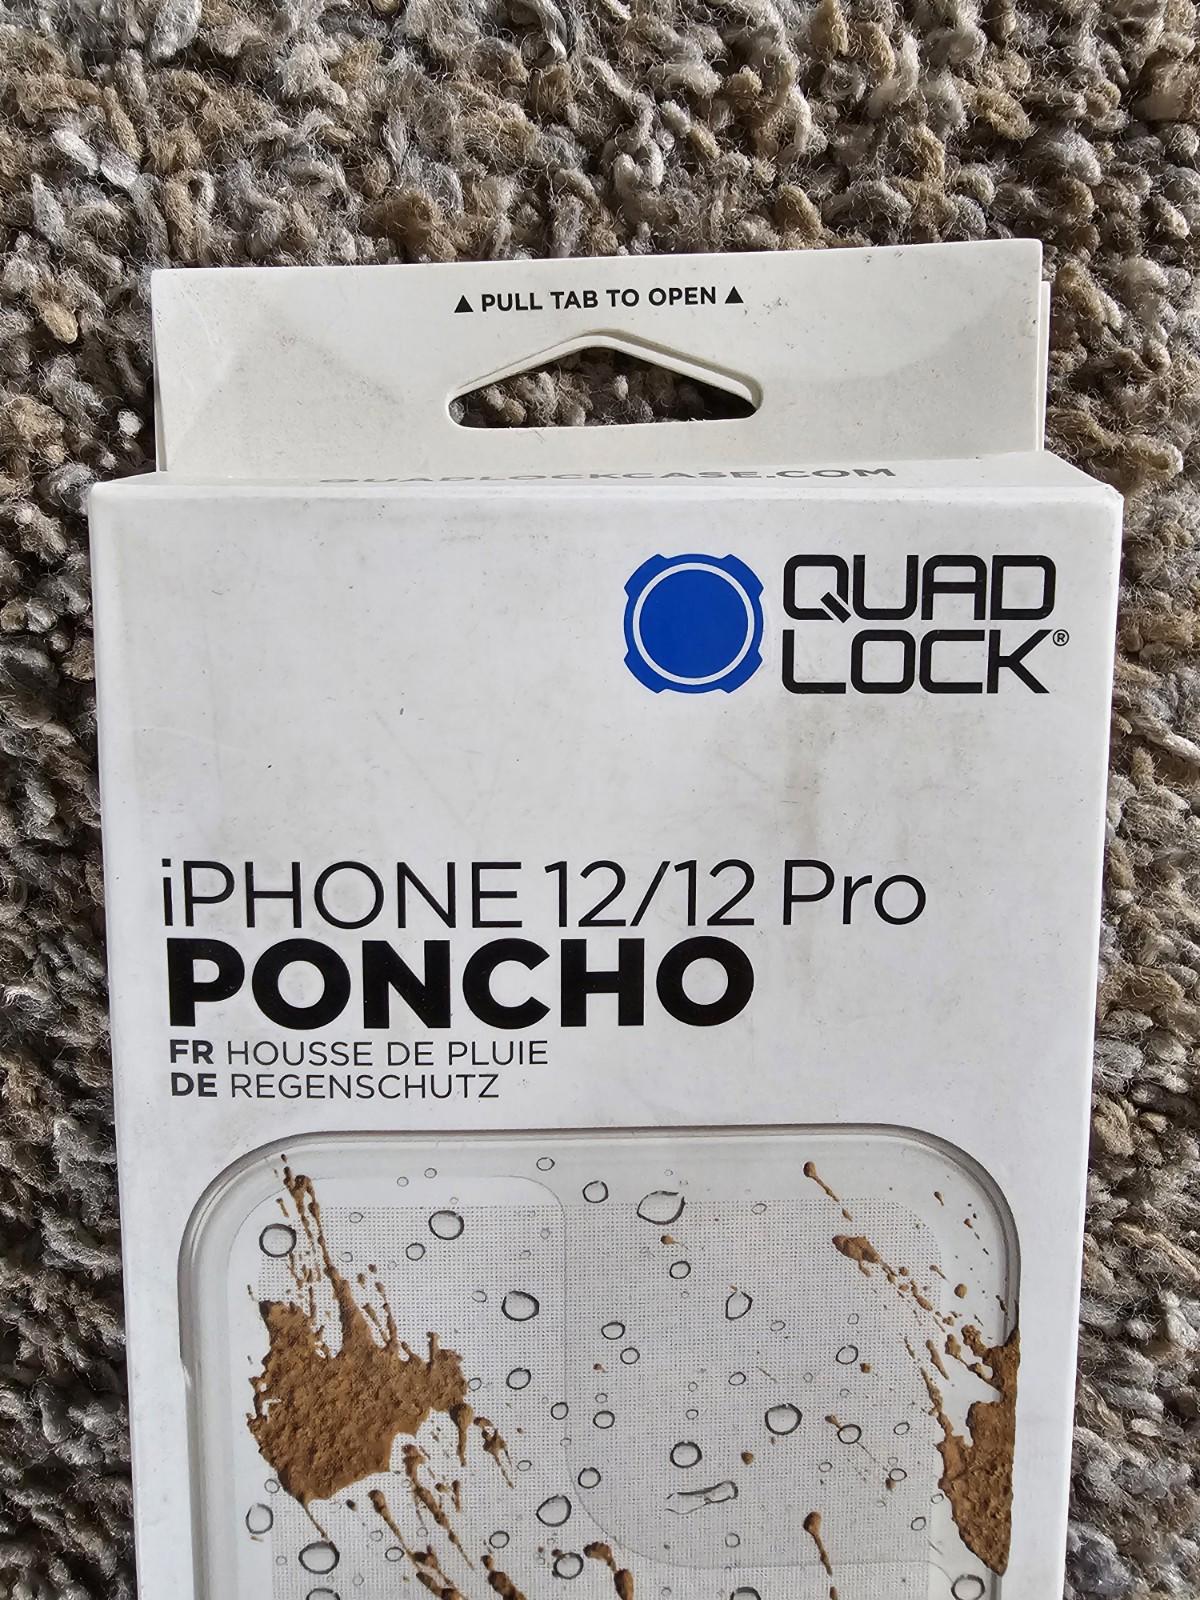 ▲ PULL TAB TO OPEN ▲
QUADLOCKCASE.COM
QUAD
LOCK®
iPHONE 12/12 Pro
PONCHO
FR HOUSSE DE PLUIE
DE REGENSCHUTZ